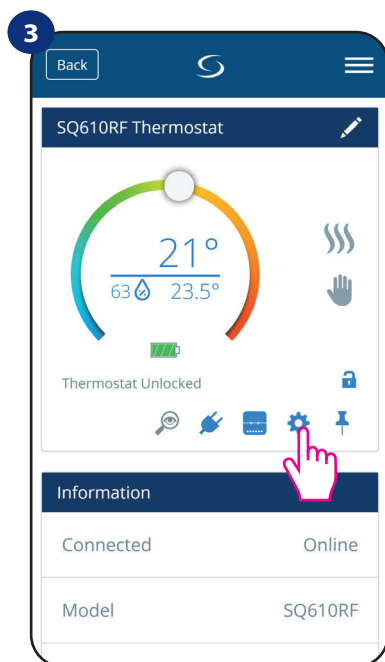 3
Back
SQ610RF Thermostat
21°
63 23.5°
Thermostat Unlocked
Information
Connected Online
Model SQ610RF